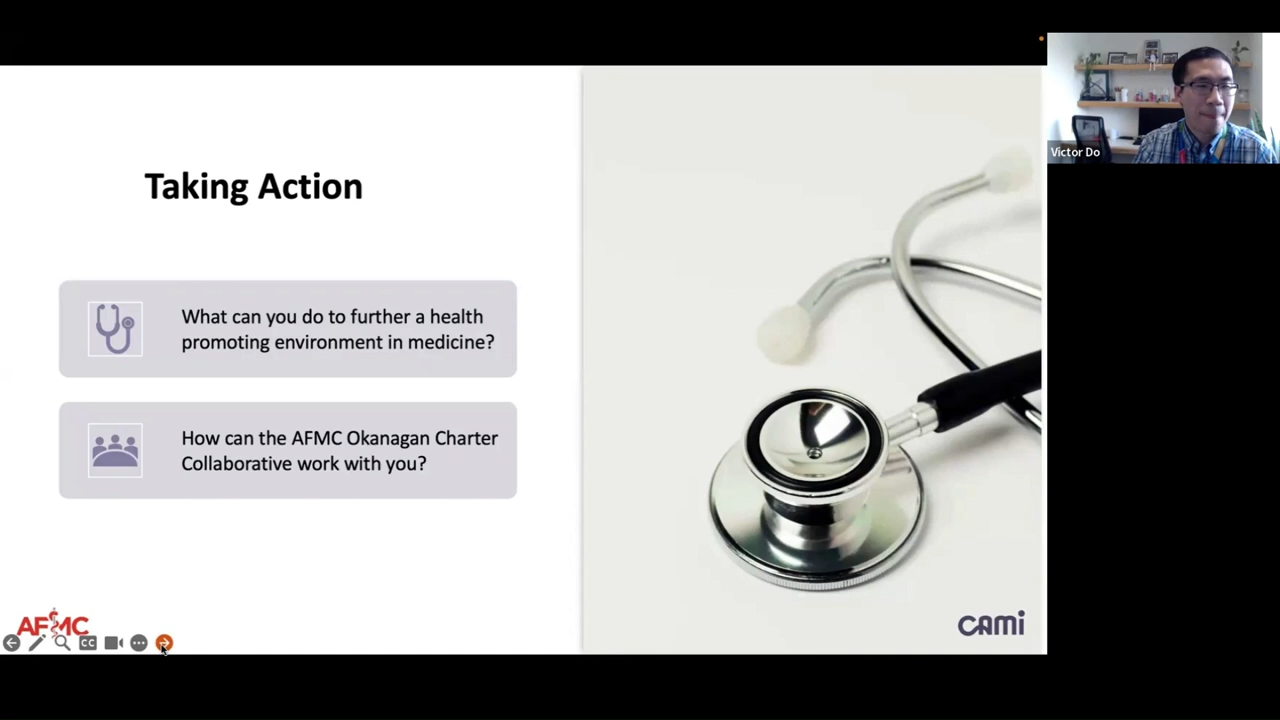 Taking Action
What can you do to further a health
promoting environment in medicine?
How can the AFMC Okanagan Charter
Collaborative work with you?
AFMC
CC
CAMi
Victor Do